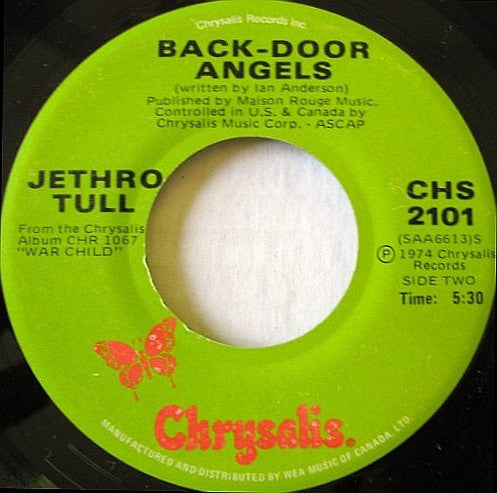 Chrysalis Records Inc.
BACK-DOOR
ANGELS
(written by Ian Anderson)
Published by Maison Rouge Music.
Controlled in U.S. & Canada by
Chrysalis Music Corp. - ASCAP
JETHRO
TULL
From the Chrysalis
Album CHR 1067
"WAR CHILD"
CHS
2101
(SAA6613)S
Ⓟ 1974 Chrysalis
Records
SIDE TWO
Time: 5:30
Chrysalis.
MANUFACTURED AND DISTRIBUTED BY WEA MUSIC OF CANADA, LTD.